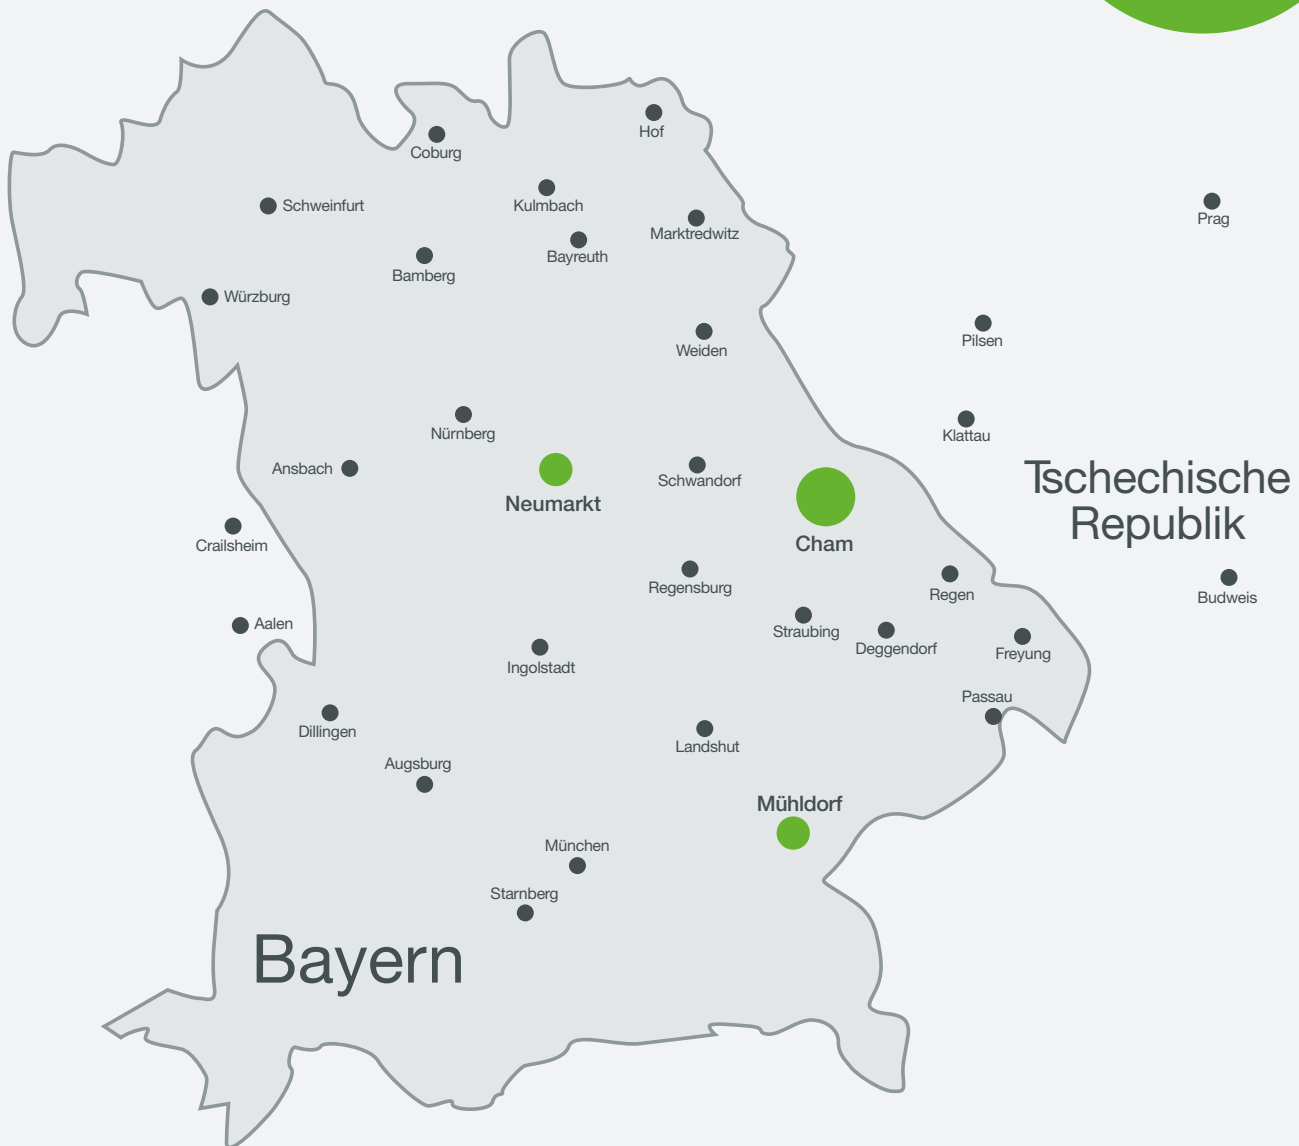 Hof
Coburg
Schweinfurt
Kulmbach
Prag
Marktredwitz
Bayreuth
Bamberg
Würzburg
Pilsen
Weiden
Nürnberg
Klattau
Ansbach
Schwandorf
Tschechische
Republik
Neumarkt
Cham
Crailsheim
Regensburg
Regen
Budweis
Aalen
Straubing
Deggendorf
Freyung
Ingolstadt
Passau
Dillingen
Landshut
Augsburg
Mühldorf
München
Starnberg
Bayern